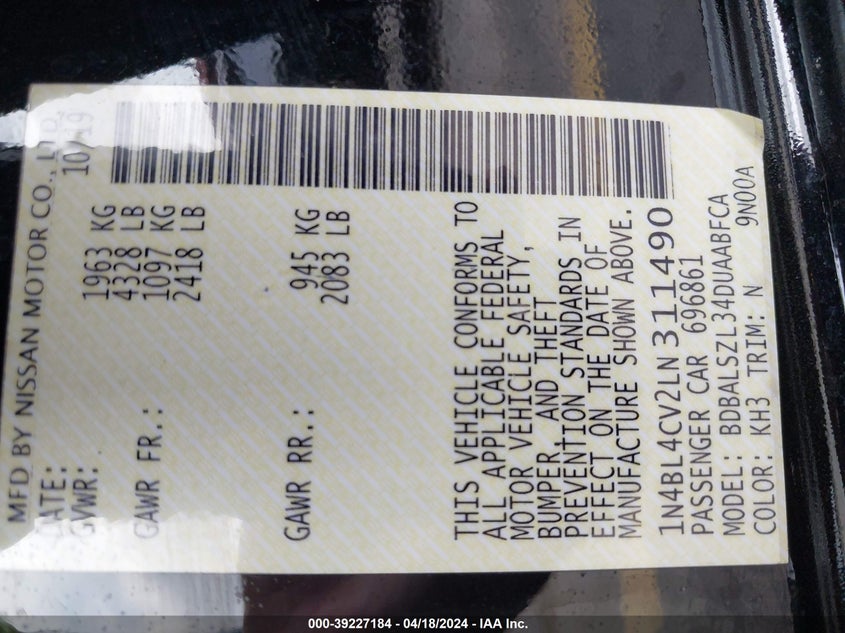 MFD BY NISSAN MOTOR CO., LTD.
DATE: 10/19
GVWR: 1963 KG
4328 LB
GAWR FR.: 1097 KG
2418 LB
GAWR RR.: 945 KG
2083 LB
THIS VEHICLE CONFORMS TO
ALL APPLICABLE FEDERAL
MOTOR VEHICLE SAFETY,
BUMPER, AND THEFT
PREVENTION STANDARDS IN
EFFECT ON THE DATE OF
MANUFACTURE SHOWN ABOVE.
1N4BL4CV2LN311490
PASSENGER CAR 696861
MODEL: BDBALSZL34DUAABFCA
COLOR: KH3 TRIM: N 9N00A
000-39227184 - 04/18/2024 - IAA Inc.